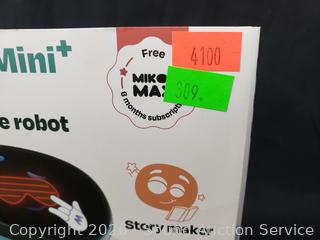 Mini+
Free
MIKO
MAX
6 months subscription
4100
309.
e robot
Story maker
Copyright 202
Auction Service